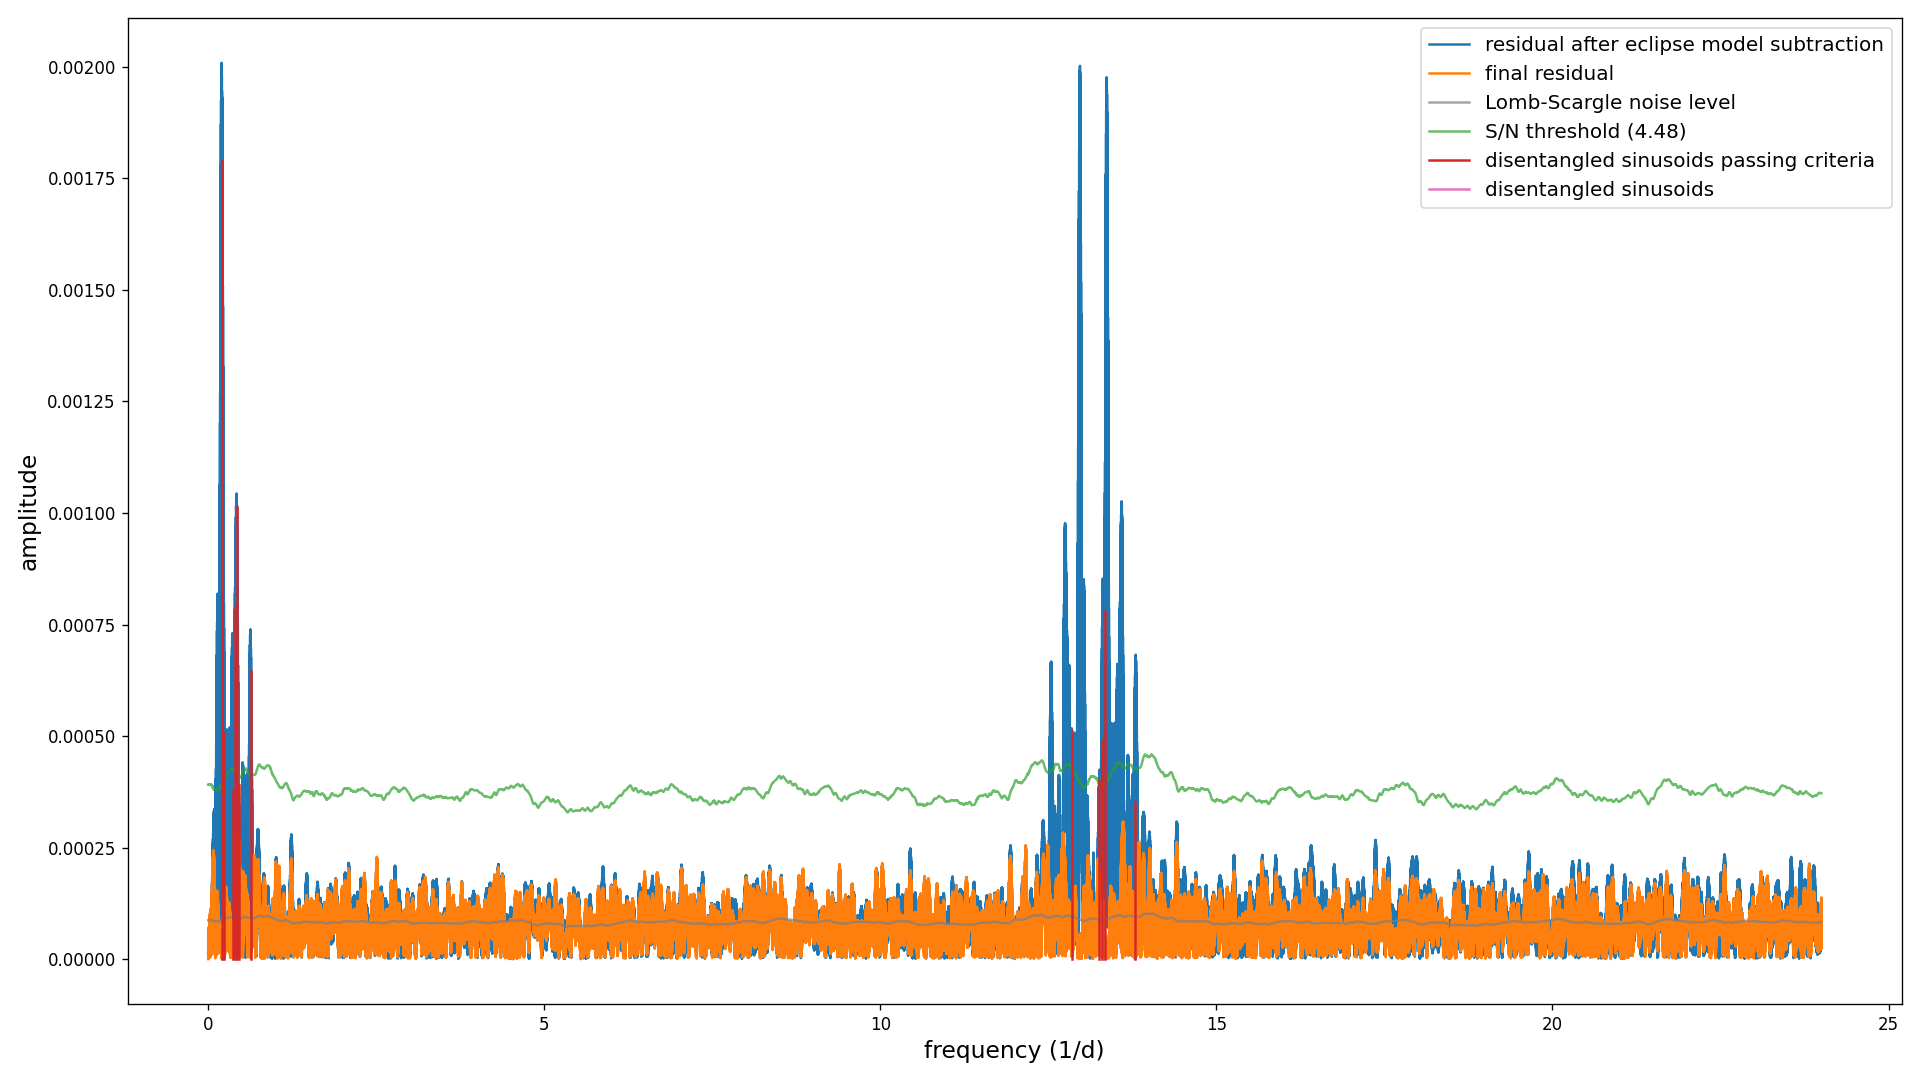 residual after eclipse model subtraction
final residual
Lomb-Scargle noise level
S/N threshold (4.48)
disentangled sinusoids passing criteria
disentangled sinusoids
amplitude
0.00200
0.00175
0.00150
0.00125
0.00100
0.00075
0.00050
0.00025
0.00000
0
5
10
15
20
25
frequency (1/d)